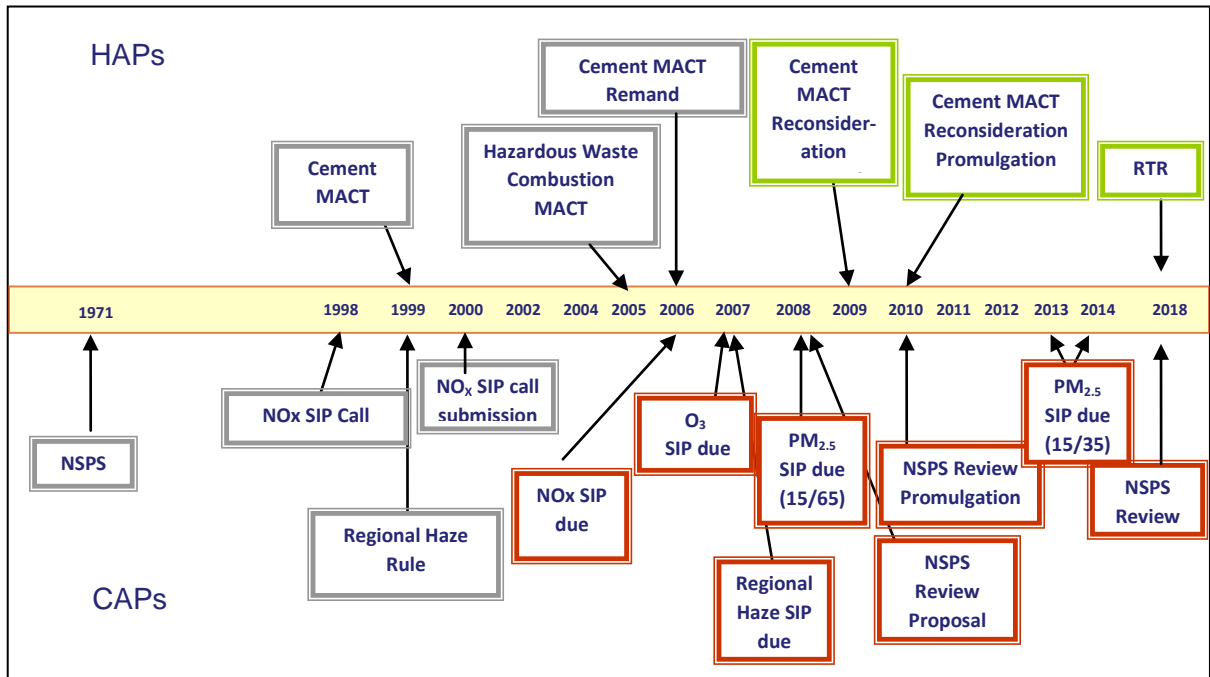 HAPs
Cement MACT
Remand
Cement
MACT
Reconsider-
ation
Cement MACT
Reconsideration
Promulgation
Hazardous Waste
Combustion
MACT
Cement
MACT
RTR
1971
1998
1999
2000
2002
2004
2005
2006
2007
2008
2009
2010
2011
2012
2013
2014
2018
NSPS
NOx SIP Call
NOX SIP call
submission
Regional Haze
Rule
NOx SIP
due
O3
SIP due
Regional
Haze SIP
due
PM2.5
SIP due
(15/65)
NSPS Review
Promulgation
NSPS
Review
Proposal
PM2.5
SIP due
(15/35)
NSPS
Review
CAPs